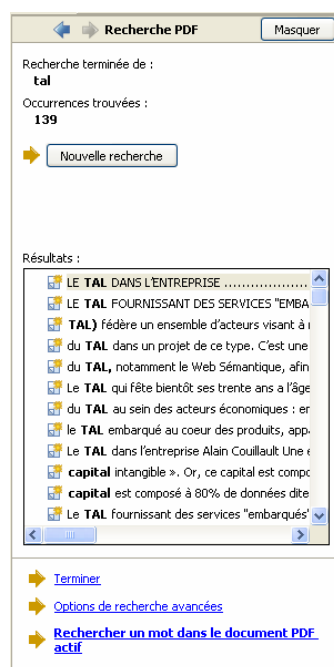 Recherche PDF
Masquer
Recherche terminée de :
tal
Occurrences trouvées :
139
Nouvelle recherche
Résultats :
LE TAL DANS L'ENTREPRISE ....................
LE TAL FOURNISSANT DES SERVICES "EMBA
TAL) fédère un ensemble d'acteurs visant à
du TAL dans un projet de ce type. C'est une
du TAL, notamment le Web Sémantique, afin
Le TAL qui fête bientôt ses trente ans a l'âge
du TAL au sein des acteurs économiques : en
le TAL embarqué au coeur des produits, app
Le TAL dans l'entreprise Alain Couillault Une
capital intangible ». Or, ce capital est compo
capital est composé à 80% de données dite
Le TAL fournissant des services "embarqués"
Terminer
Options de recherche avancées
Rechercher un mot dans le document PDF
actif